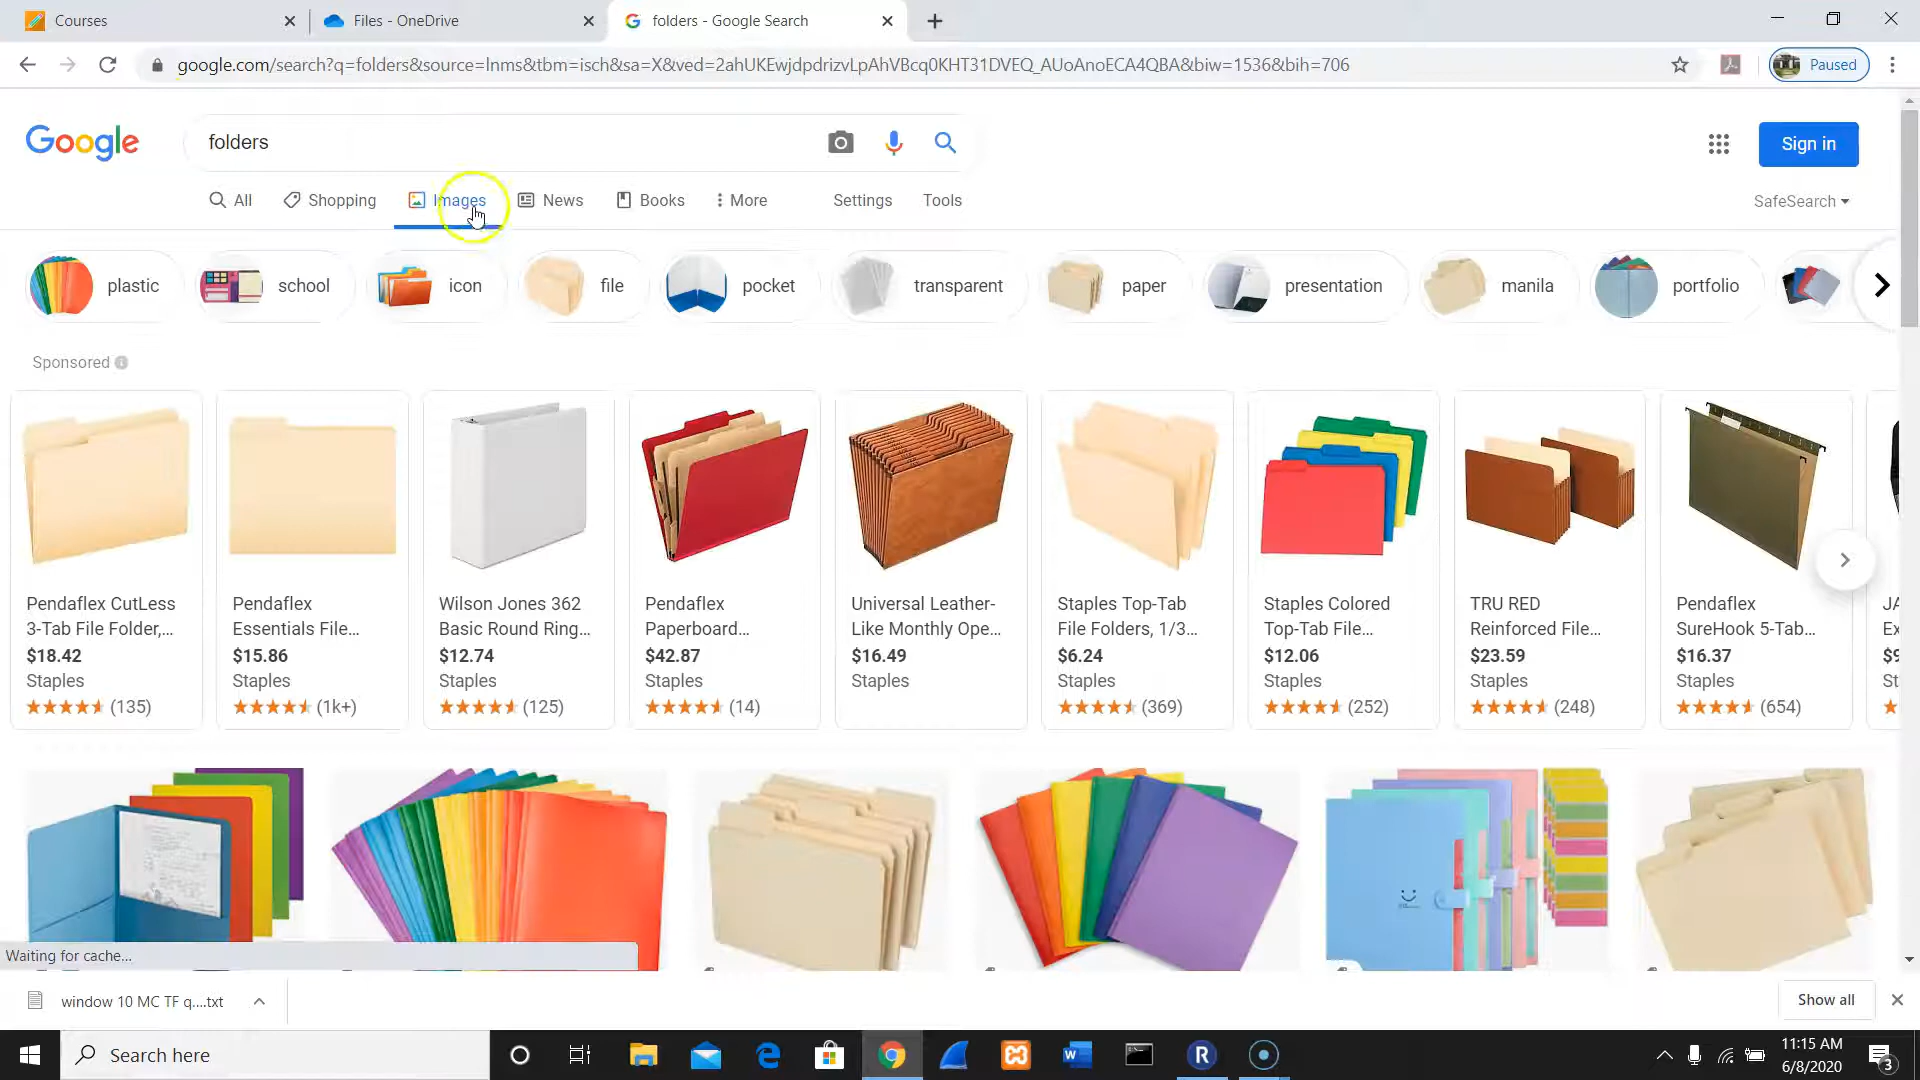 Courses
Files - OneDrive
folders - Google Search
google.com/search?q=folders&source=lnms&tbm=isch&sa=X&ved=2ahUKEwjdpdrizvLpAhVBcq0KHT31DVEQ_AUoAnoECA4QBA&biw=1536&bih=706
Paused
Google
folders
Sign in
All
Shopping
Images
News
Books
More
Settings
Tools
SafeSearch
plastic
school
icon
file
pocket
transparent
paper
presentation
manila
portfolio
Sponsored
Pendaflex CutLess
3-Tab File Folder,...
$18.42
Staples
(135)
Pendaflex
Essentials File...
$15.86
Staples
(1k+)
Wilson Jones 362
Basic Round Ring...
$12.74
Staples
(125)
Pendaflex
Paperboard...
$42.87
Staples
(14)
Universal Leather-
Like Monthly Ope...
$16.49
Staples
Staples Top-Tab
File Folders, 1/3...
$6.24
Staples
(369)
Staples Colored
Top-Tab File...
$12.06
Staples
(252)
TRU RED
Reinforced File...
$23.59
Staples
(248)
Pendaflex
SureHook 5-Tab...
$16.37
Staples
(654)
JA
Ex
$9
St
Waiting for cache...
window 10 MC TF q....txt
Show all
Search here
R
11:15 AM
6/8/2020
3